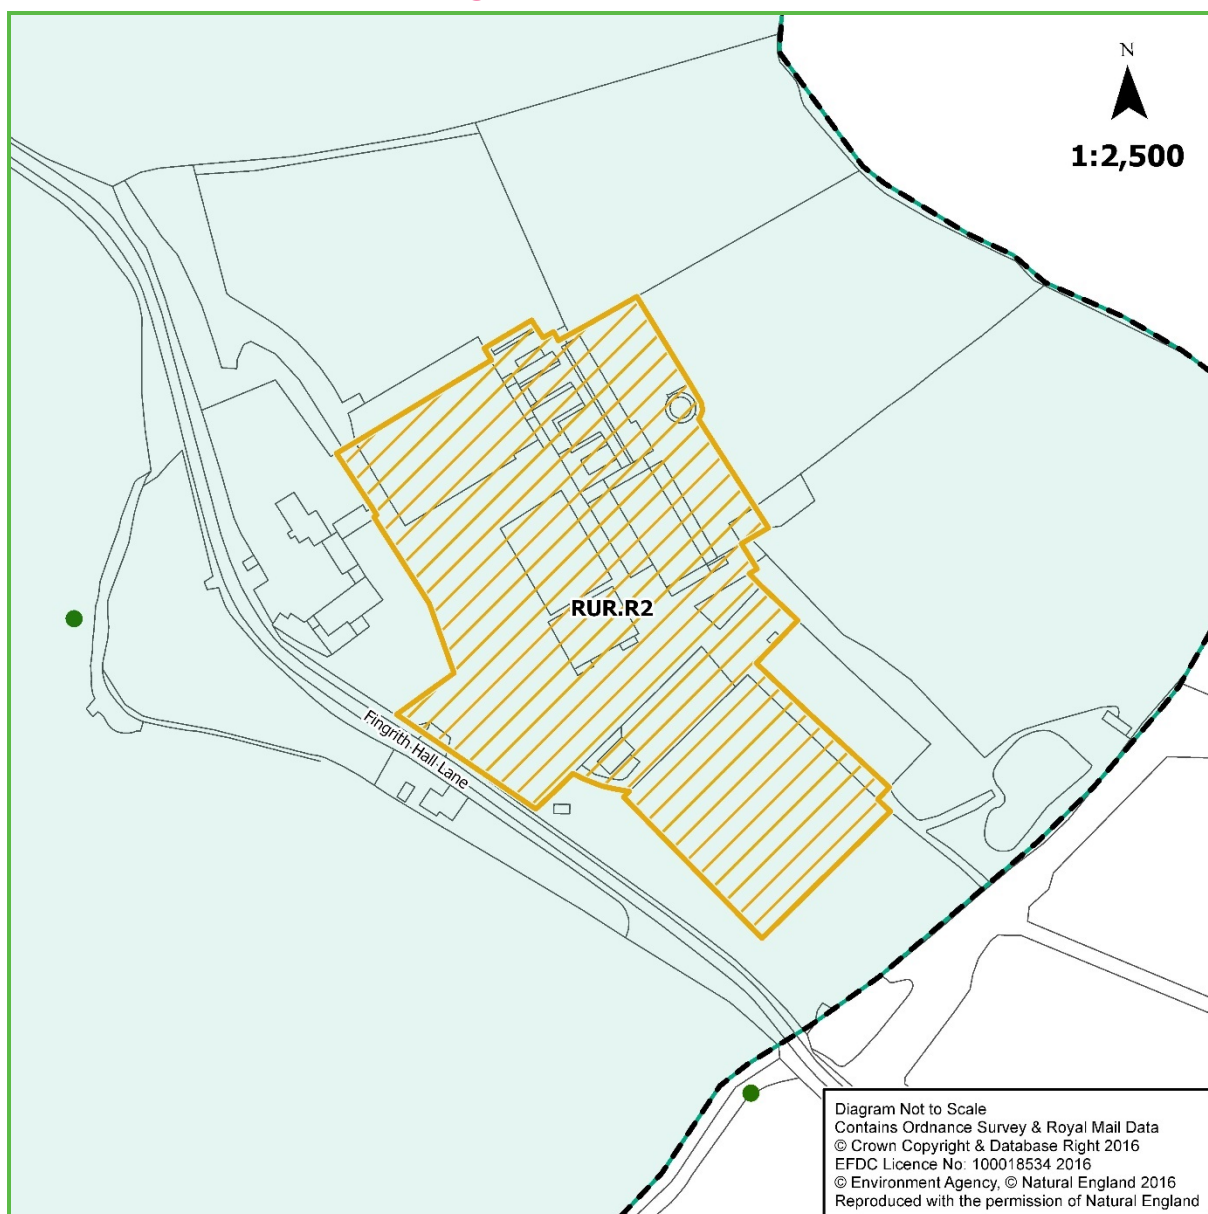 N
1:2,500
RUR.R2
Fingrith Hall Lane
Diagram Not to Scale
Contains Ordnance Survey & Royal Mail Data
© Crown Copyright & Database Right 2016
EFDC Licence No: 100018534 2016
© Environment Agency, © Natural England 2016
Reproduced with the permission of Natural England